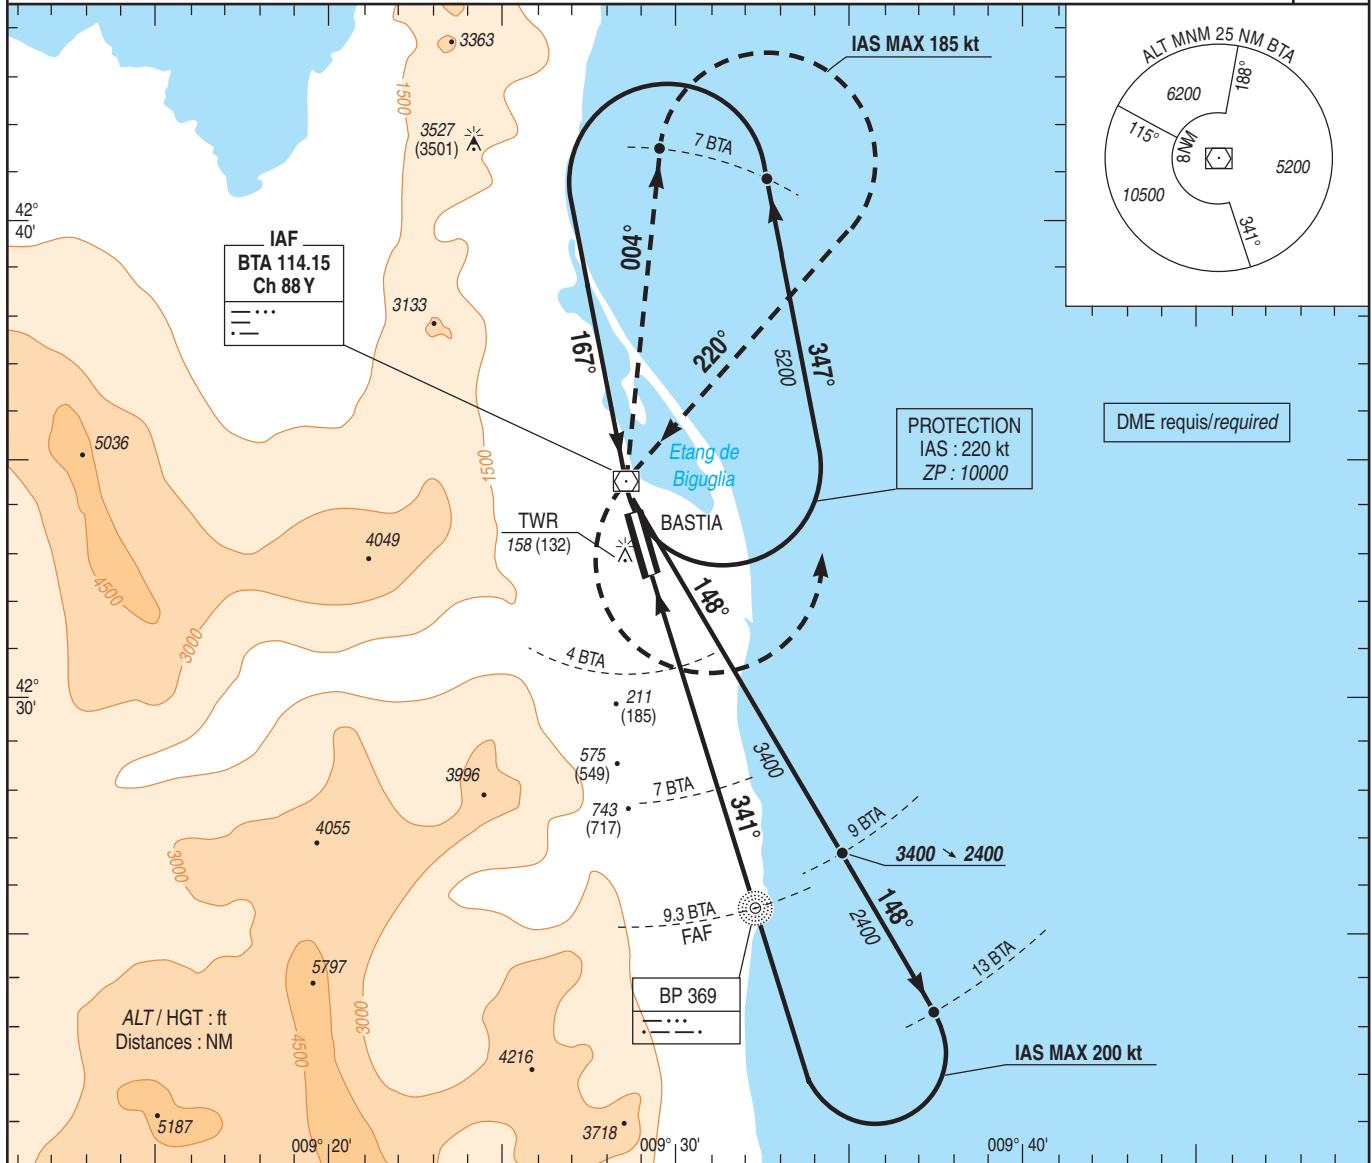 3363
IAS MAX 185 kt
ALT MNM 25 NM BTA
188°
6200
115°
8NM
5200
10500
341°
1500
3527
(3501)
7 BTA
42°
40'
IAF
BTA 114.15
Ch 88 Y
004°
3133
167°
220°
5200
347°
PROTECTION
IAS : 220 kt
ZP : 10000
DME requis/required
5036
1500
Etang de
Biguglia
TWR
158 (132)
BASTIA
4049
4500
3000
148°
4 BTA
42°
30'
211
(185)
575
(549)
3400
3996
7 BTA
743
(717)
341°
4055
9 BTA
3400 ↘ 2400
3000
148°
2400
9.3 BTA
FAF
13 BTA
5797
BP 369
ALT / HGT : ft
Distances : NM
3000
4500
4216
IAS MAX 200 kt
5187
3718
009° 20'
009° 30'
009° 40'